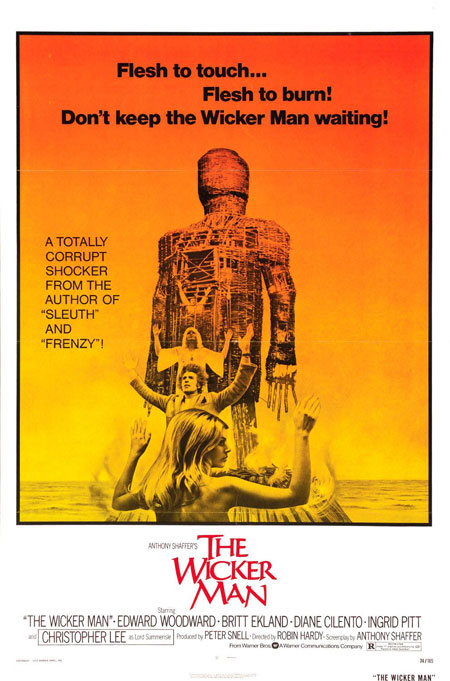 Flesh to touch...
Flesh to burn!
Don't keep the Wicker Man waiting!
A TOTALLY
CORRUPT
SHOCKER
FROM THE
AUTHOR OF
"SLEUTH"
AND
"FRENZY"!
ANTHONY SHAFFER'S
THE
WICKER
MAN
Starring
"THE WICKER MAN" · EDWARD WOODWARD · BRITT EKLAND · DIANE CILENTO · INGRID PITT
and CHRISTOPHER LEE as Lord Summerisle Produced by PETER SNELL · Directed by ROBIN HARDY · Screenplay by ANTHONY SHAFFER
From Warner Bros. A Warner Communications Company R
74/185
"THE WICKER MAN"